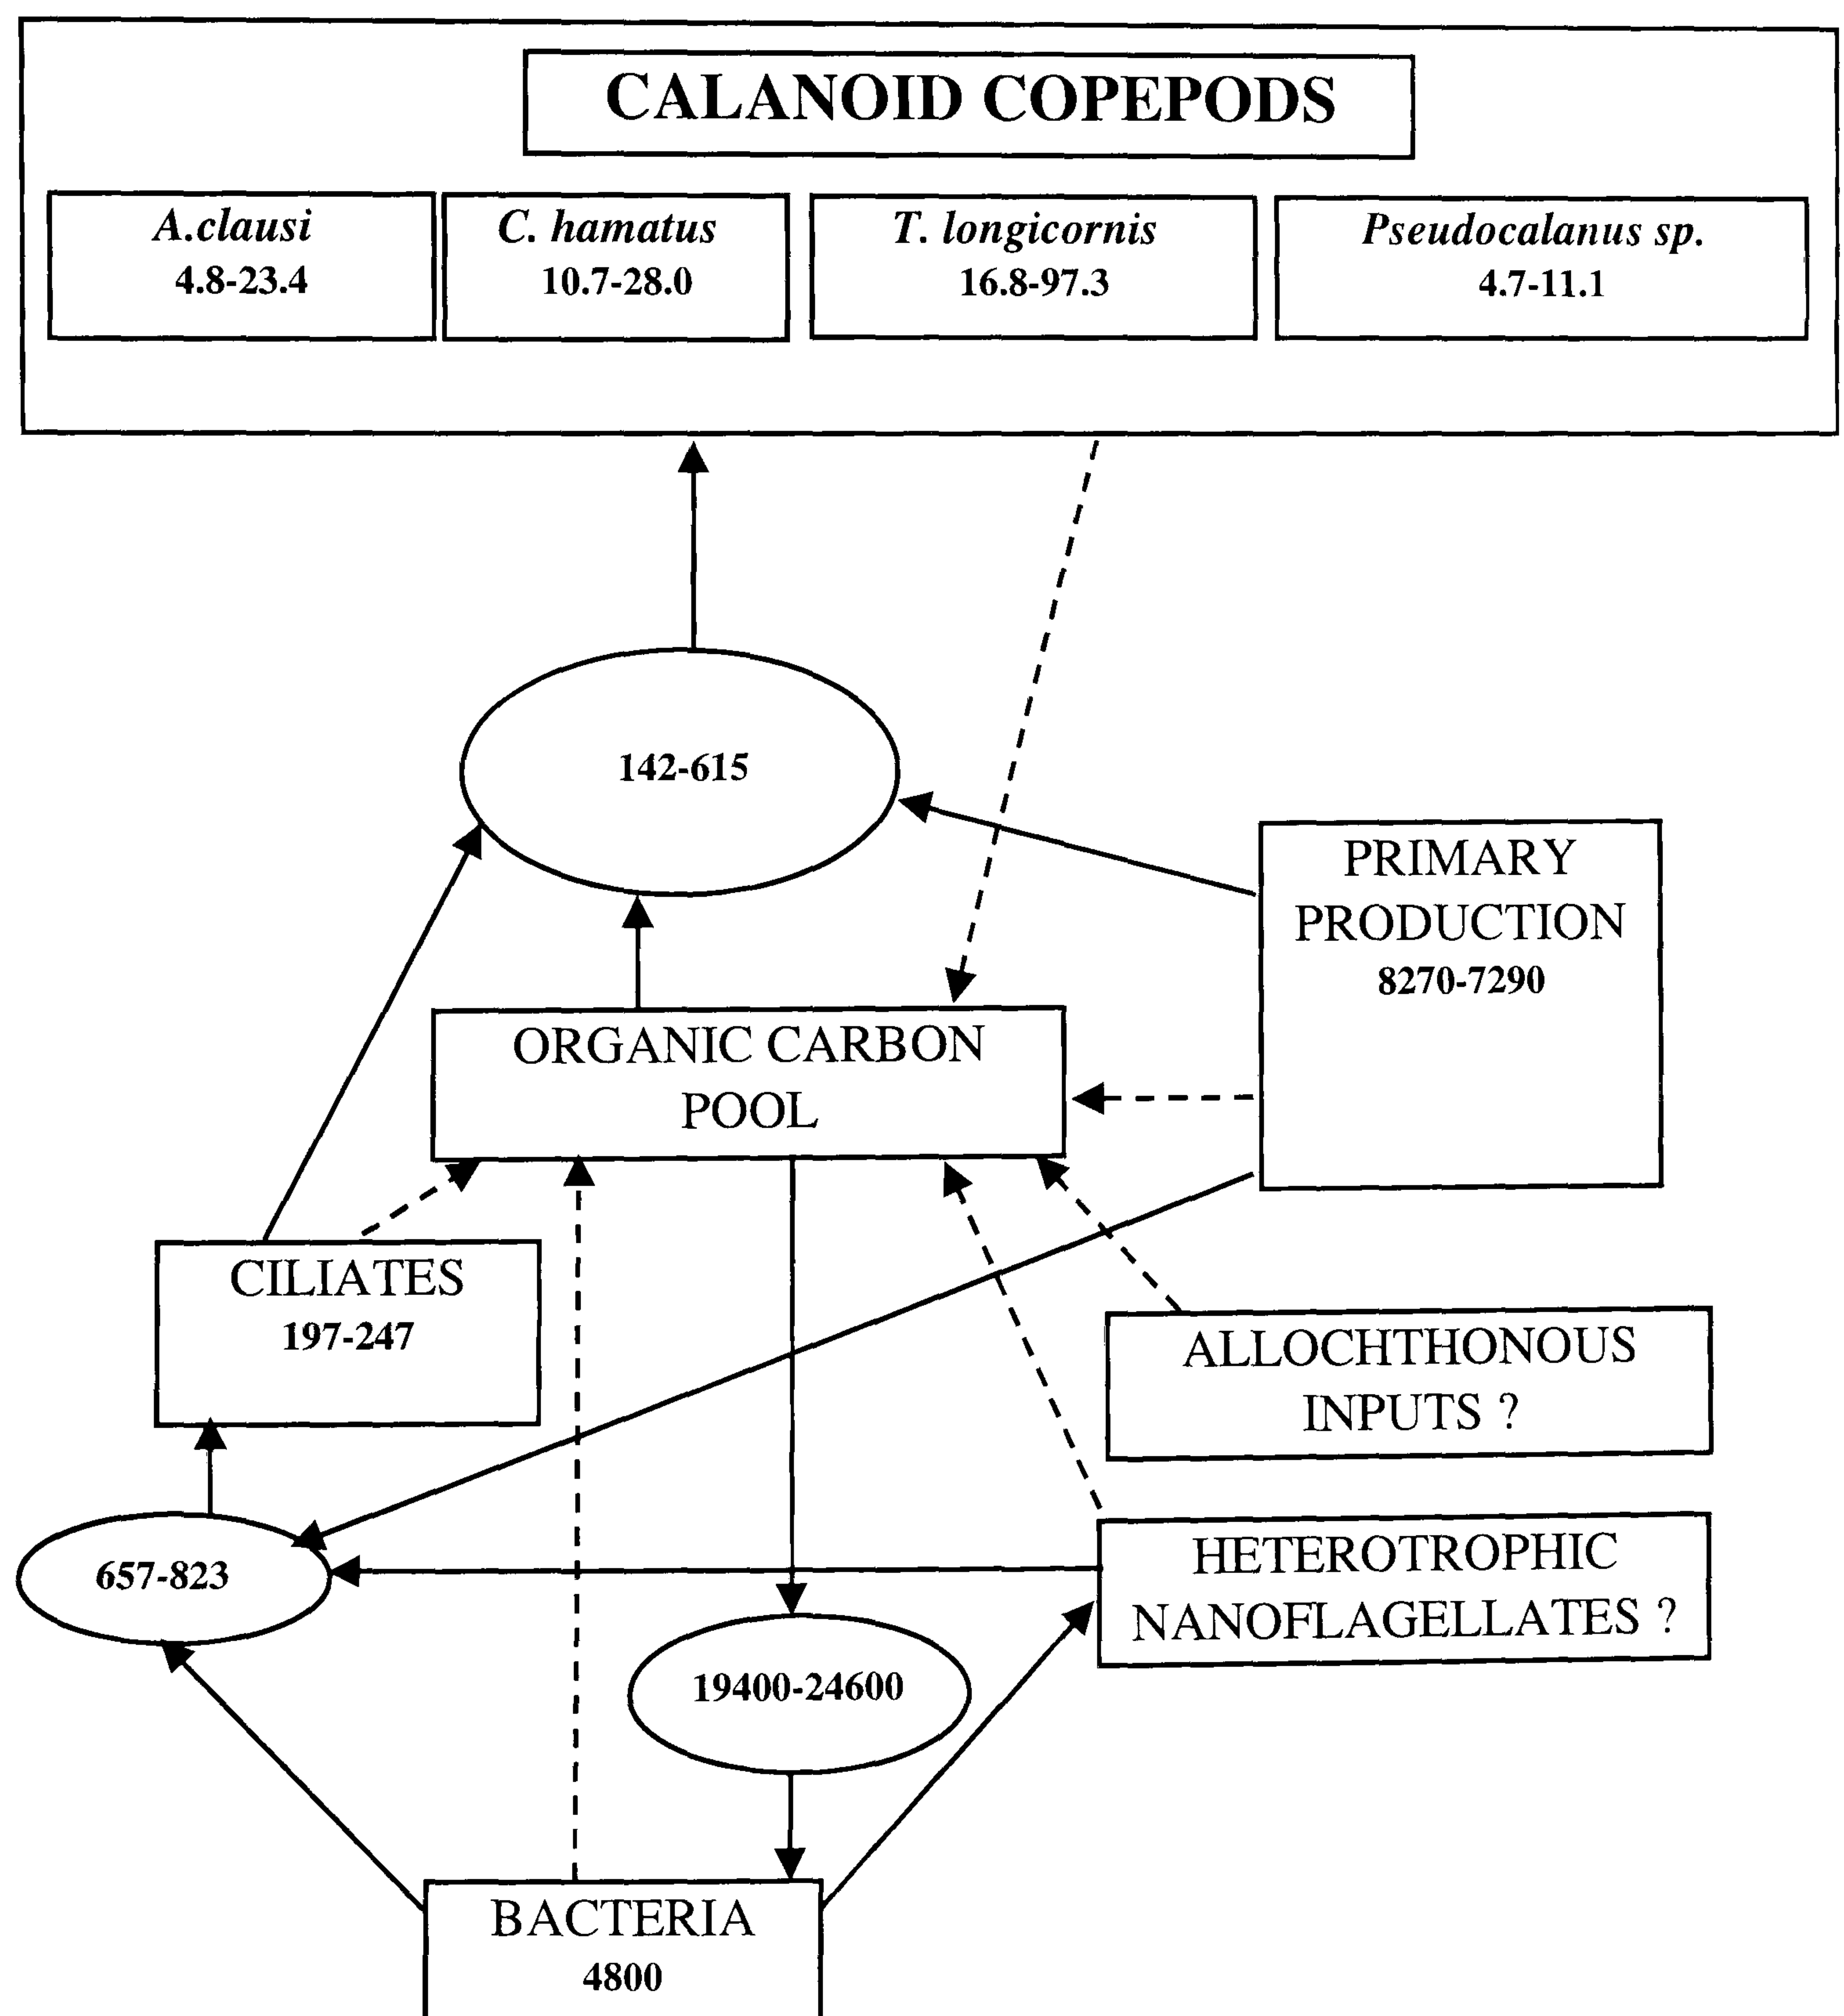 CALANOID COPEPODS
A.clausi
4.8-23.4
C. hamatus
10.7-28.0
T. longicornis
16.8-97.3
Pseudocalanus sp.
4.7-11.1
142-615
PRIMARY
PRODUCTION
8270-7290
ORGANIC CARBON
POOL
CILIATES
197-247
ALLOCHTHONOUS
INPUTS ?
657-823
HETEROTROPHIC
NANOFLAGELLATES ?
19400-24600
BACTERIA
4800